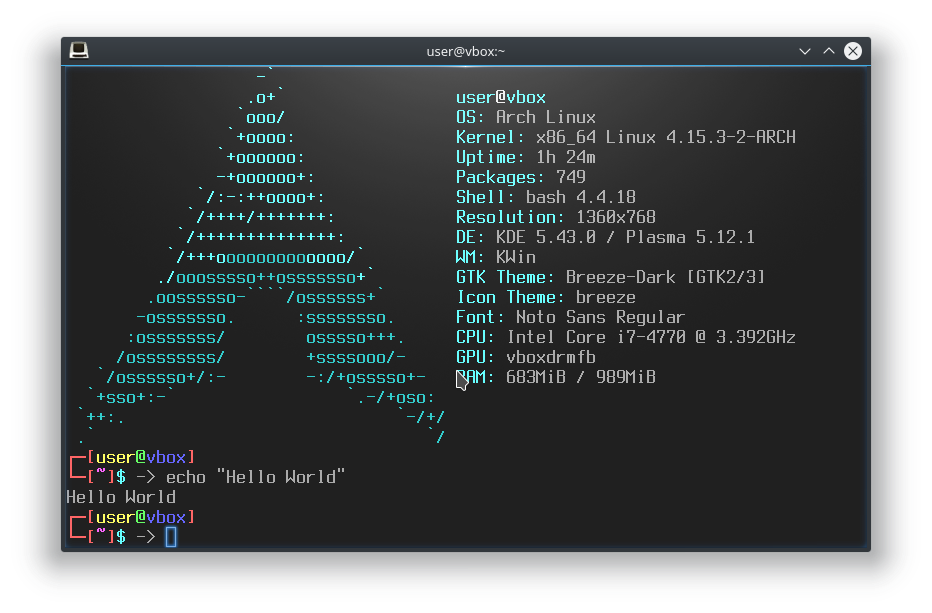 user@vbox:~
-`
.o+`                 user@vbox
`ooo/                OS: Arch Linux
`+oooo:               Kernel: x86_64 Linux 4.15.3-2-ARCH
`+oooooo:              Uptime: 1h 24m
-+oooooo+:             Packages: 749
`/:-:++oooo+:            Shell: bash 4.4.18
`/++++/+++++++:           Resolution: 1360x768
`/++++++++++++++:          DE: KDE 5.43.0 / Plasma 5.12.1
`/+++ooooooooooooo/`        WM: KWin
./ooosssso++osssssso+`       GTK Theme: Breeze-Dark [GTK2/3]
.oossssso-````/ossssss+`      Icon Theme: breeze
-osssssso.      :ssssssso.     Font: Noto Sans Regular
:osssssss/        osssso+++.    CPU: Intel Core i7-4770 @ 3.392GHz
/ossssssss/        +ssssooo/-    GPU: vboxdrmfb
`/ossssso+/:-        -:/+osssso+-   RAM: 683MiB / 989MiB
`+sso+:-`                 `.-/+oso:
`++:.                           `-/+/
.`                                 `/
┌─[user@vbox]
└─[~]$ -> echo "Hello World"
Hello World
┌─[user@vbox]
└─[~]$ ->